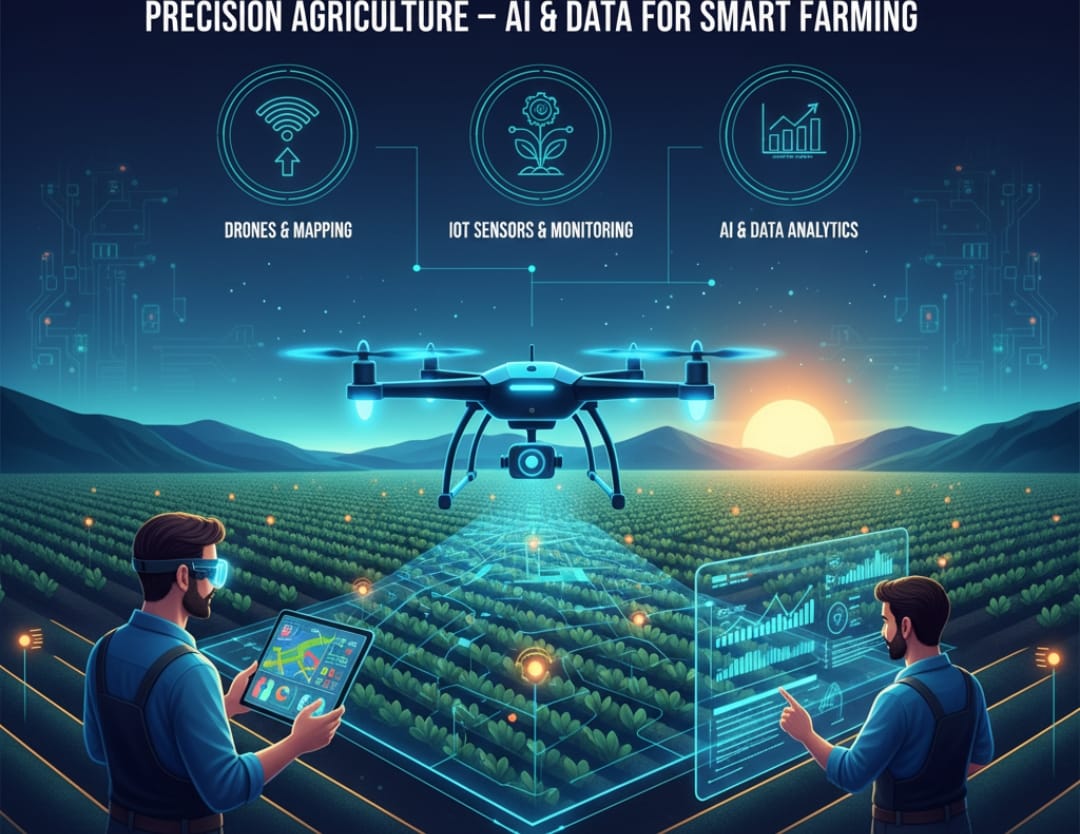 PRECISION AGRICULTURE – AI & DATA FOR SMART FARMING
DRONES & MAPPING
IOT SENSORS & MONITORING
AI & DATA ANALYTICS